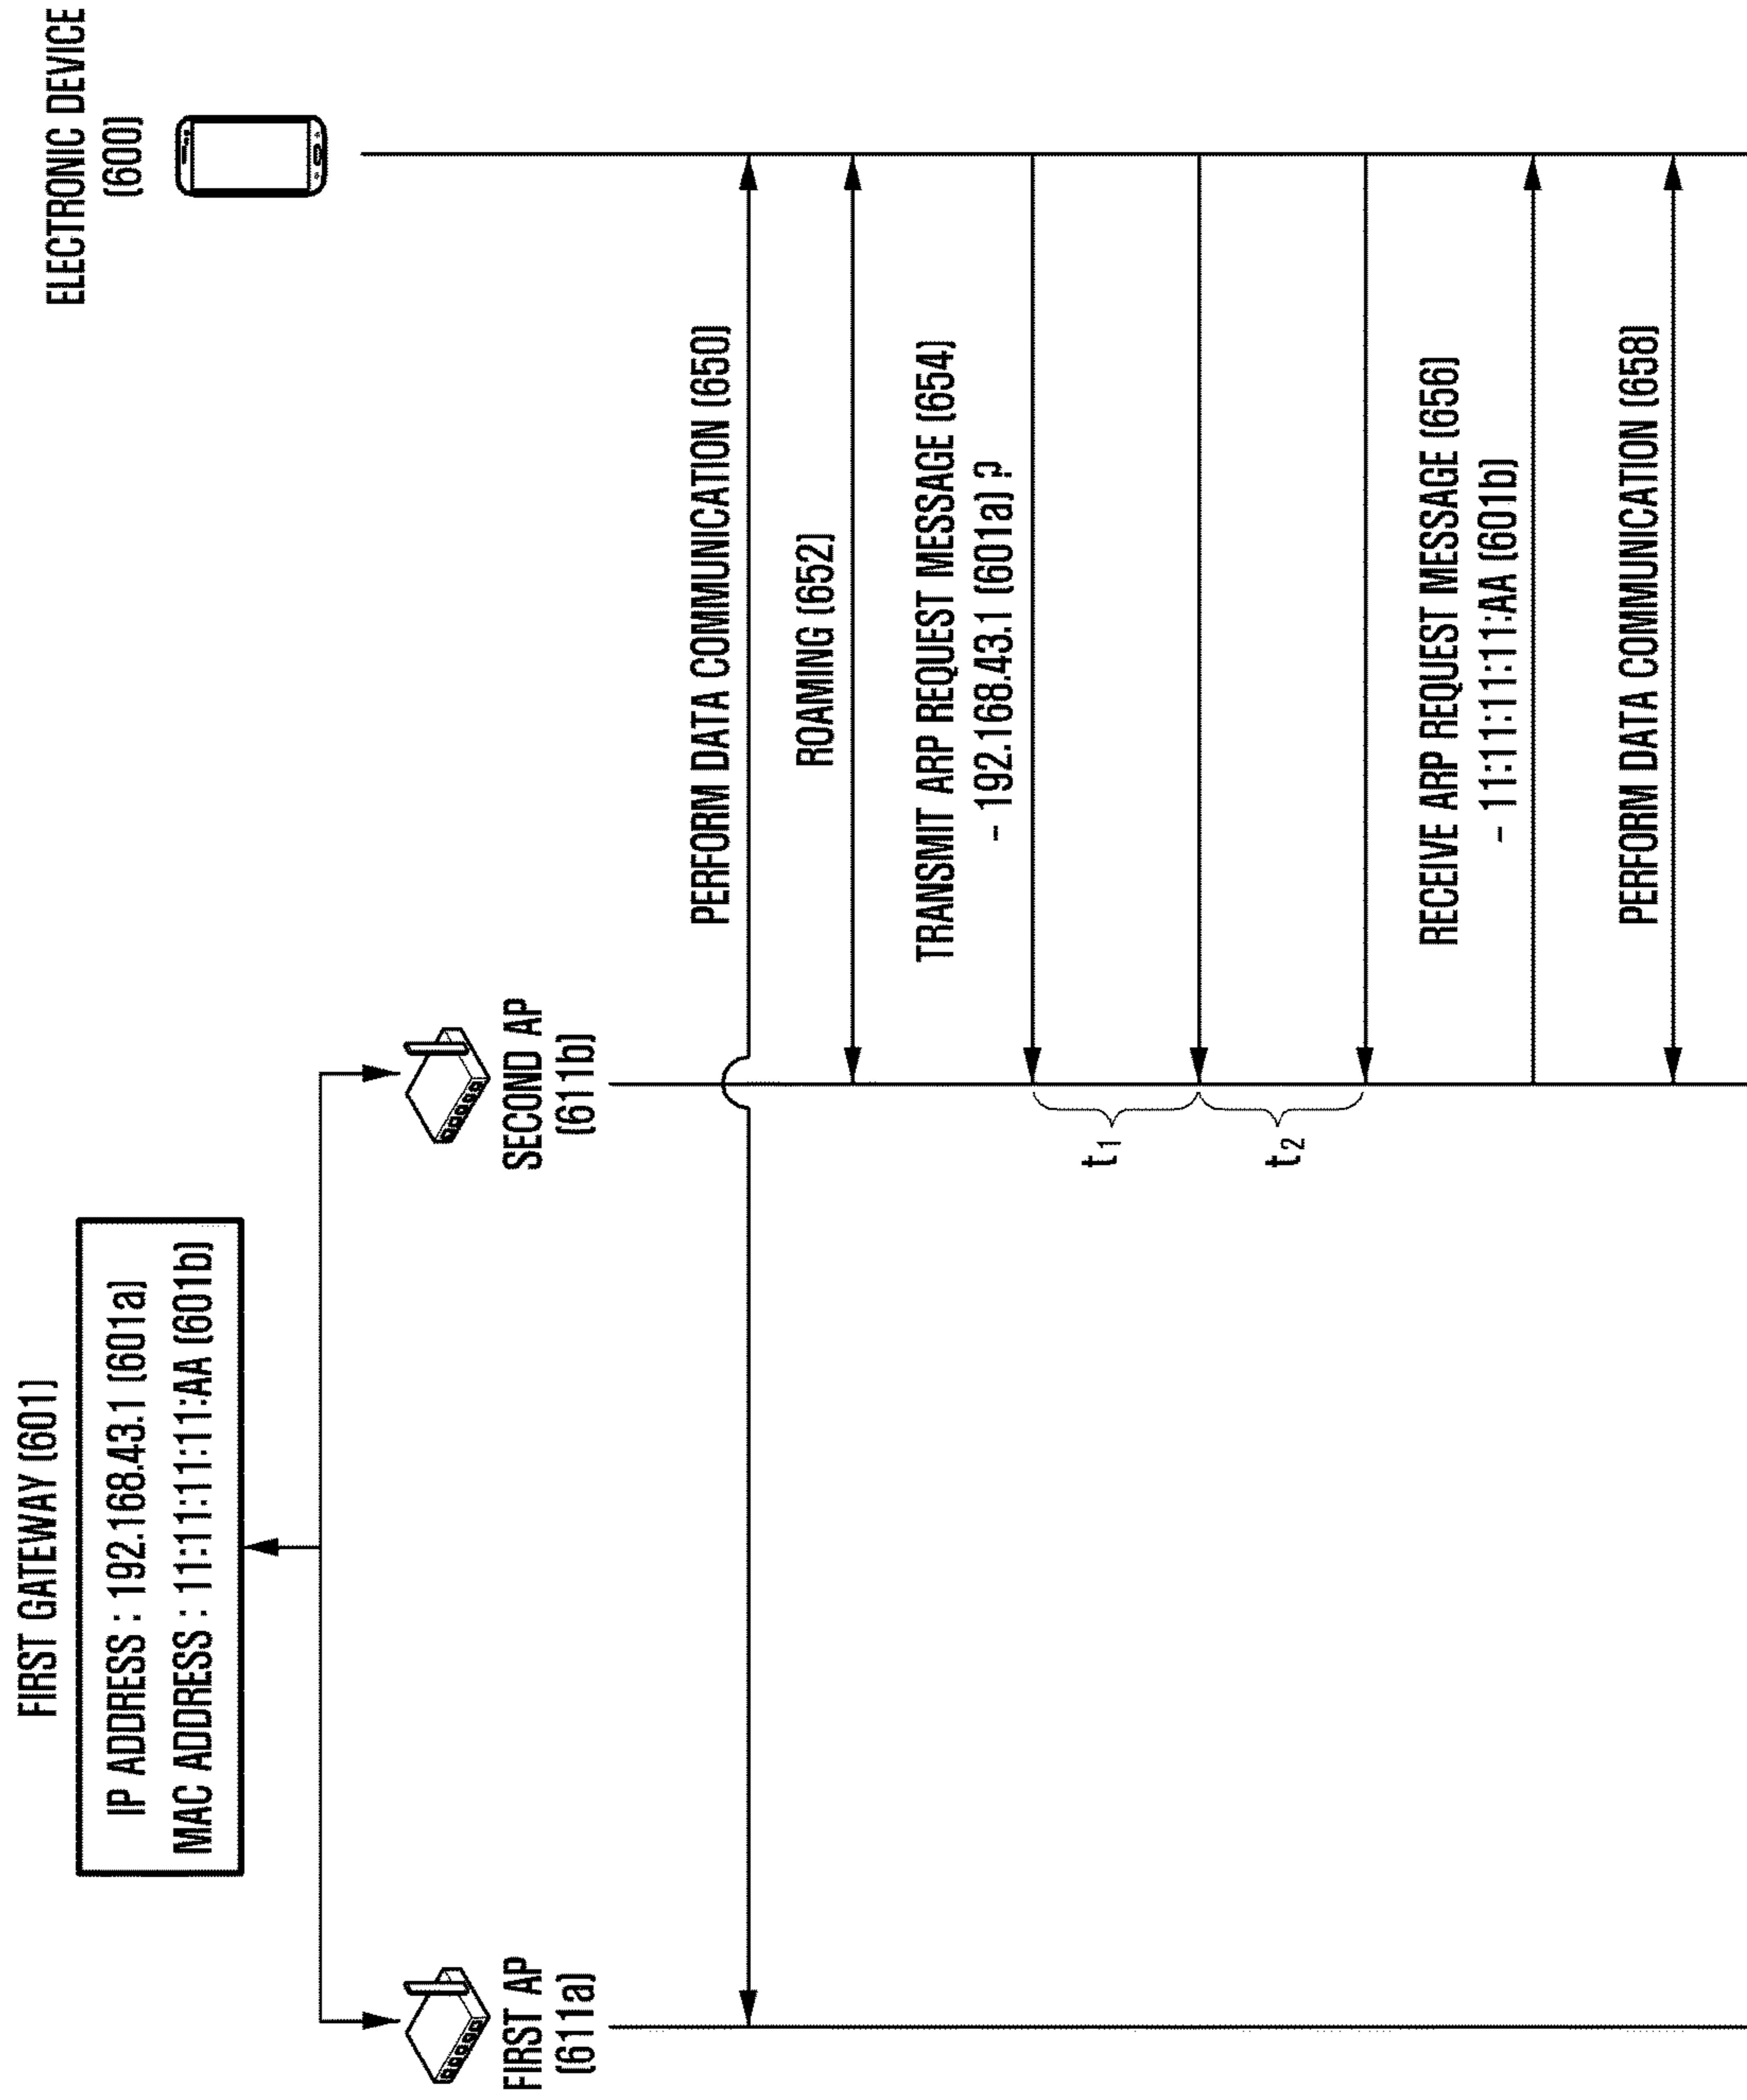 FIRST GATEWAY (601)
IP ADDRESS : 192.168.43.1 (601a)
MAC ADDRESS : 11:11:11:11:AA (601b)
FIRST AP
(611a)
SECOND AP
(611b)
ELECTRONIC DEVICE
(600)
PERFORM DATA COMMUNICATION (650)
ROAMING (652)
TRANSMIT ARP REQUEST MESSAGE (654)
- 192.168.43.1 (601a) ?
t1
t2
RECEIVE ARP REQUEST MESSAGE (656)
- 11:11:11:11:AA (601b)
PERFORM DATA COMMUNICATION (658)